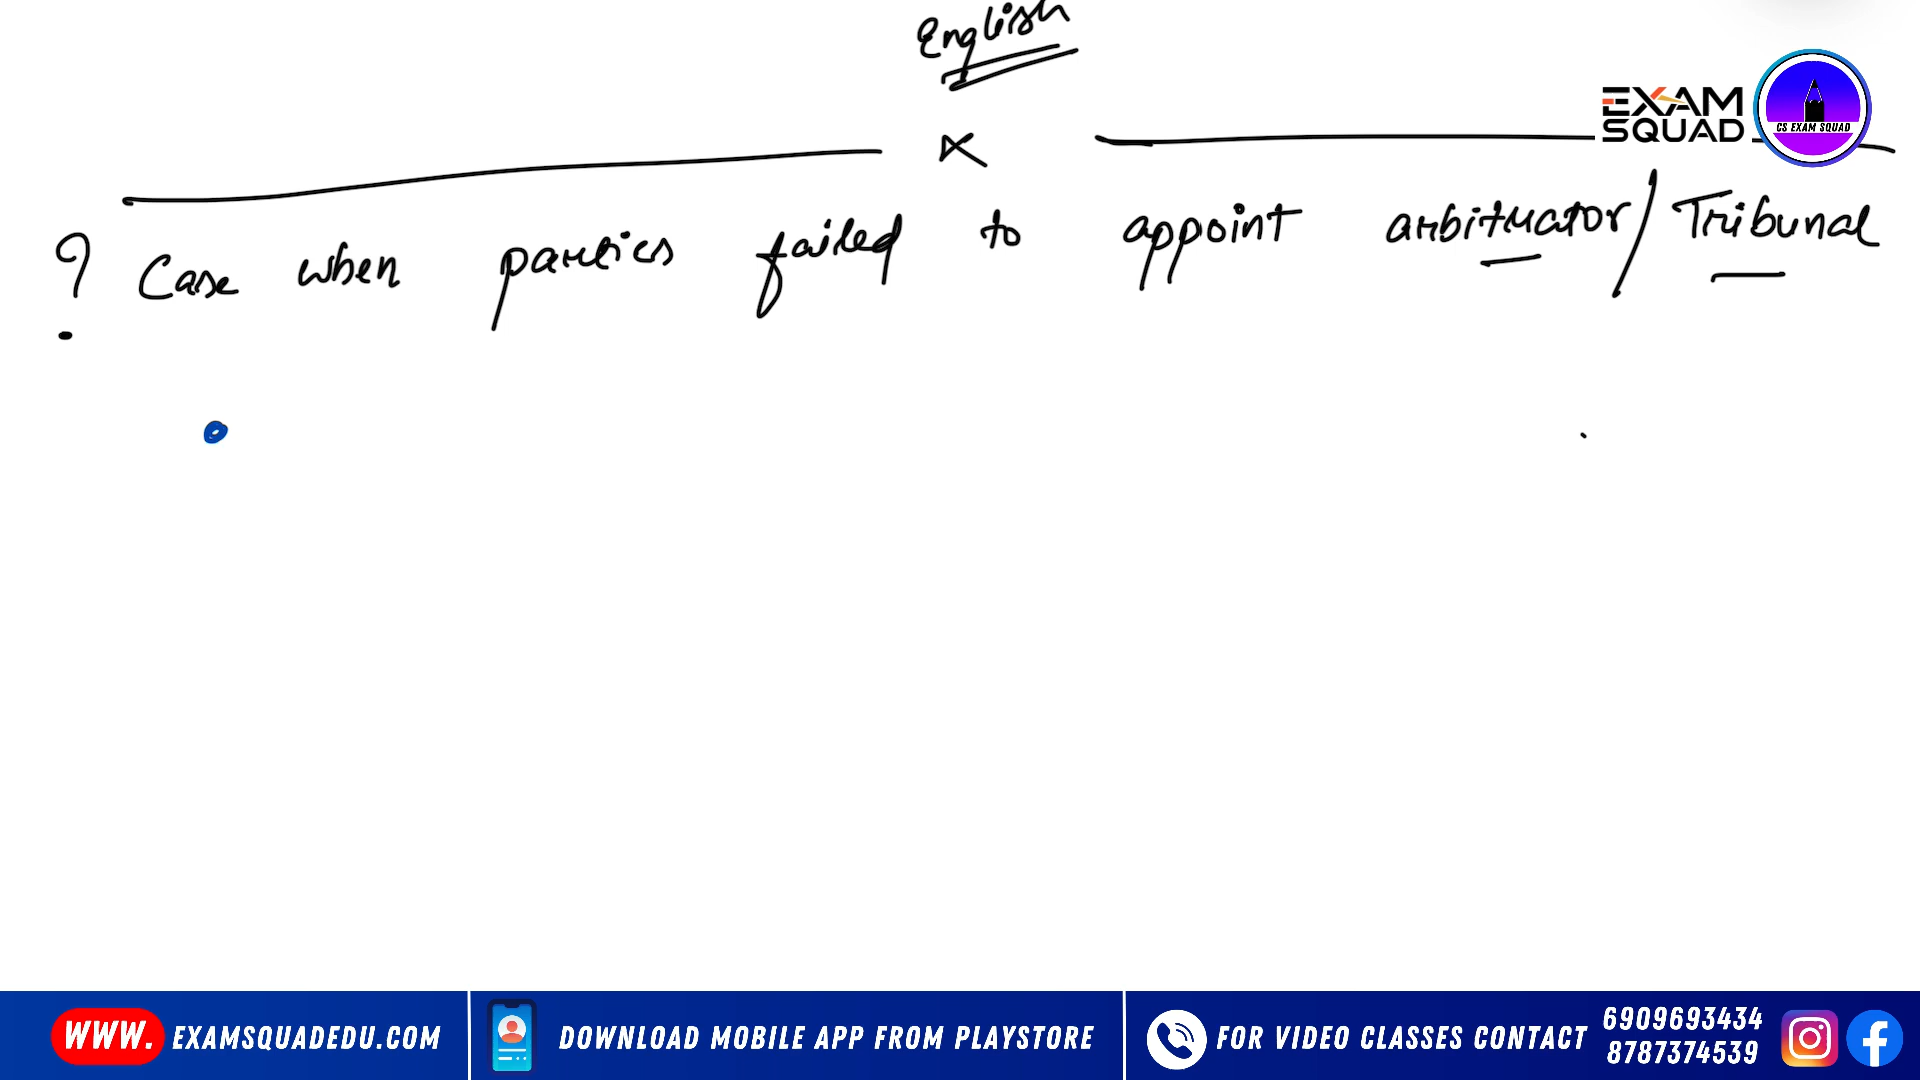 English
EXAM
SQUAD
CS EXAM SQUAD
? Case when parties failed to appoint arbitrator / Tribunal
WWW. EXAMSQUADEDU.COM
DOWNLOAD MOBILE APP FROM PLAYSTORE
FOR VIDEO CLASSES CONTACT
6909693434
8787374539